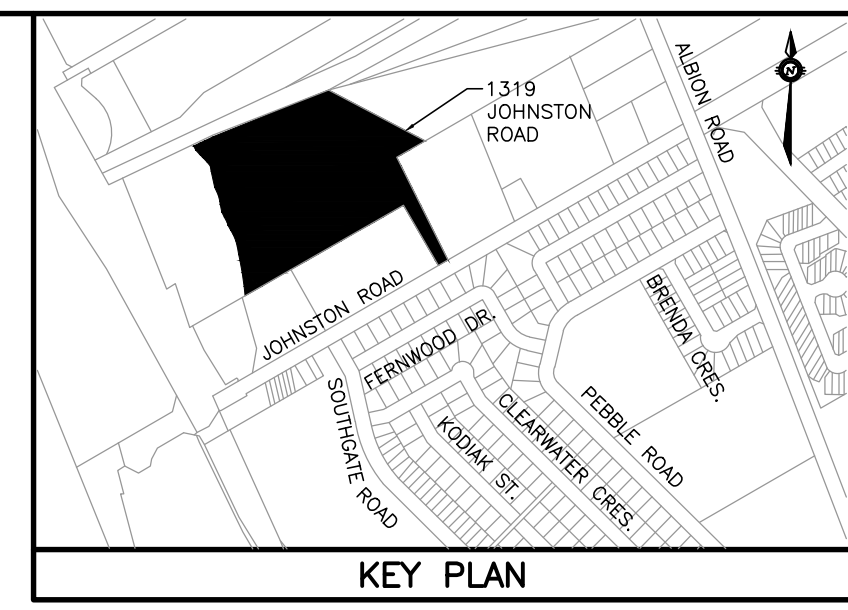 1319
JOHNSTON
ROAD
ALBION ROAD
N
JOHNSTON ROAD
BRENDA CRES.
FERNWOOD DR.
SOUTHGATE ROAD
KODIAK ST.
CLEARWATER CRES.
PEBBLE ROAD
KEY PLAN